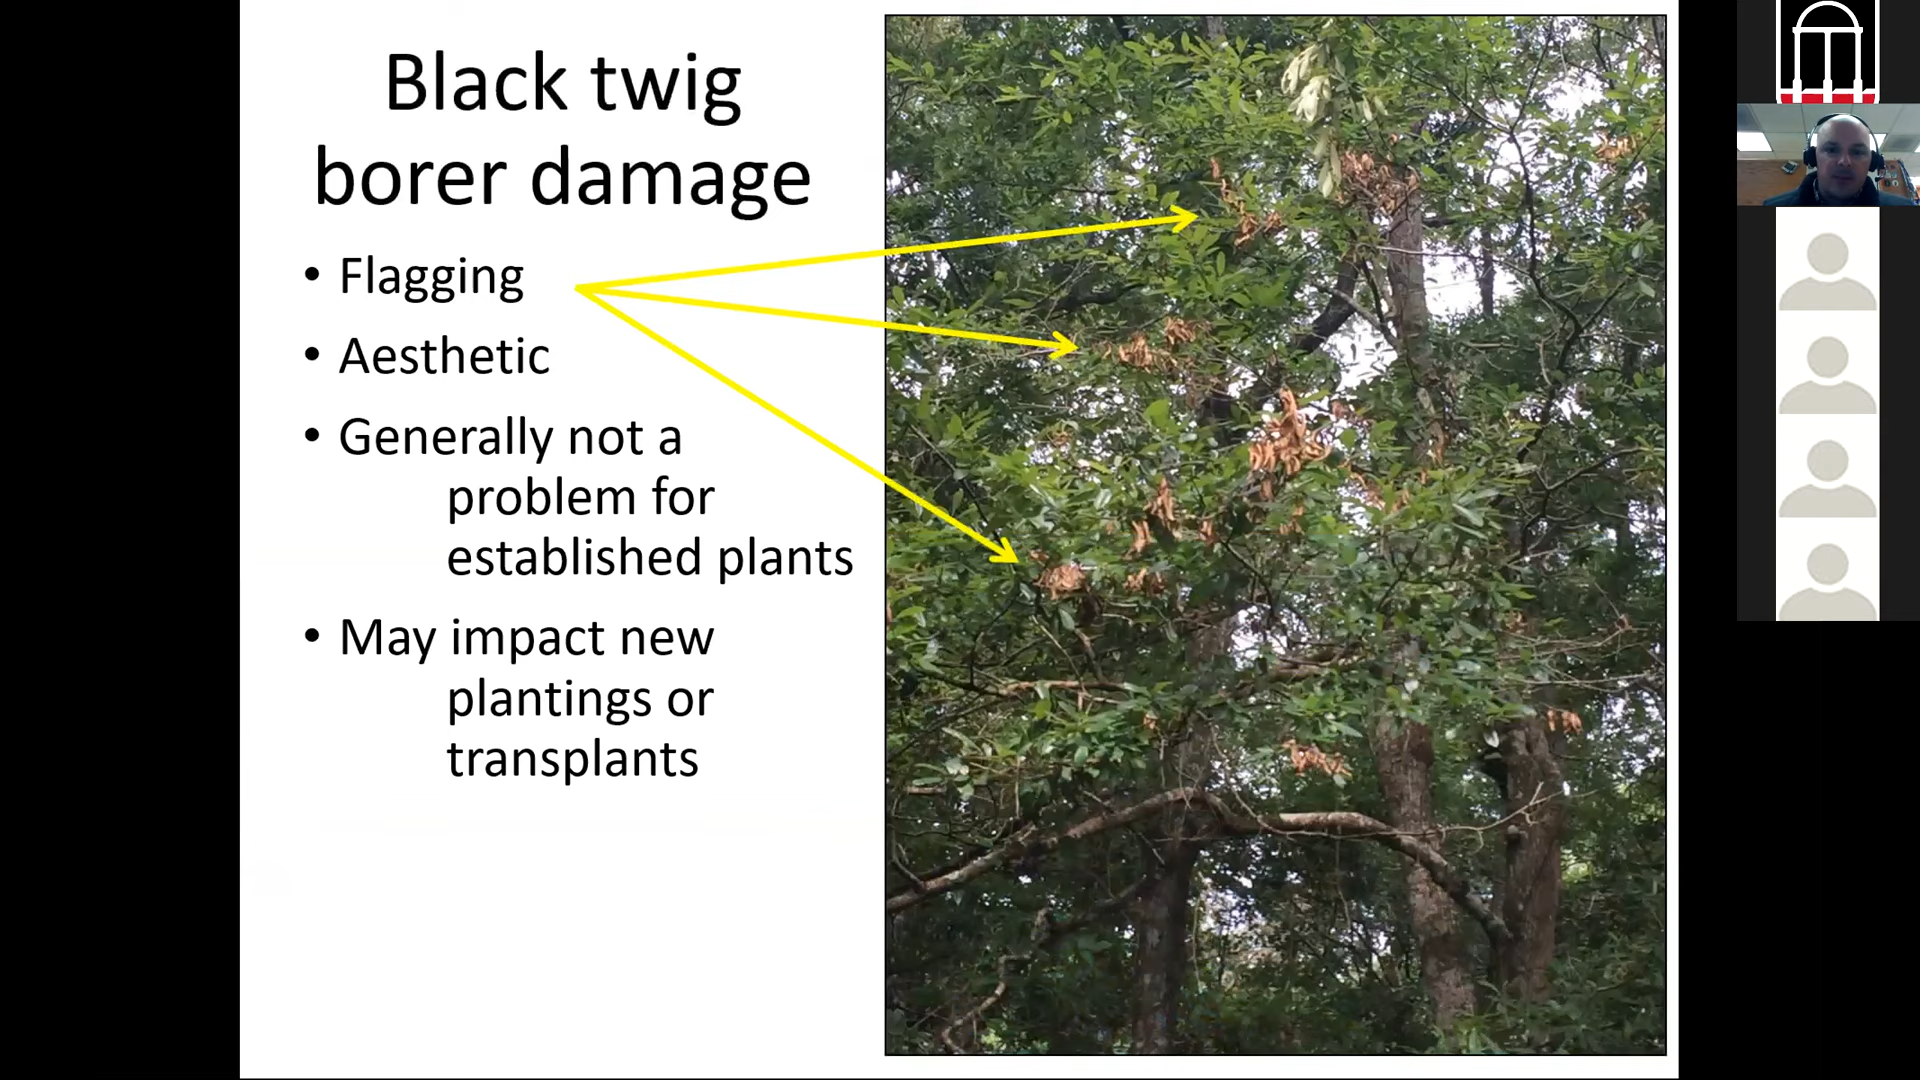 Black twig
borer damage
• Flagging
• Aesthetic
• Generally not a
problem for
established plants
• May impact new
plantings or
transplants